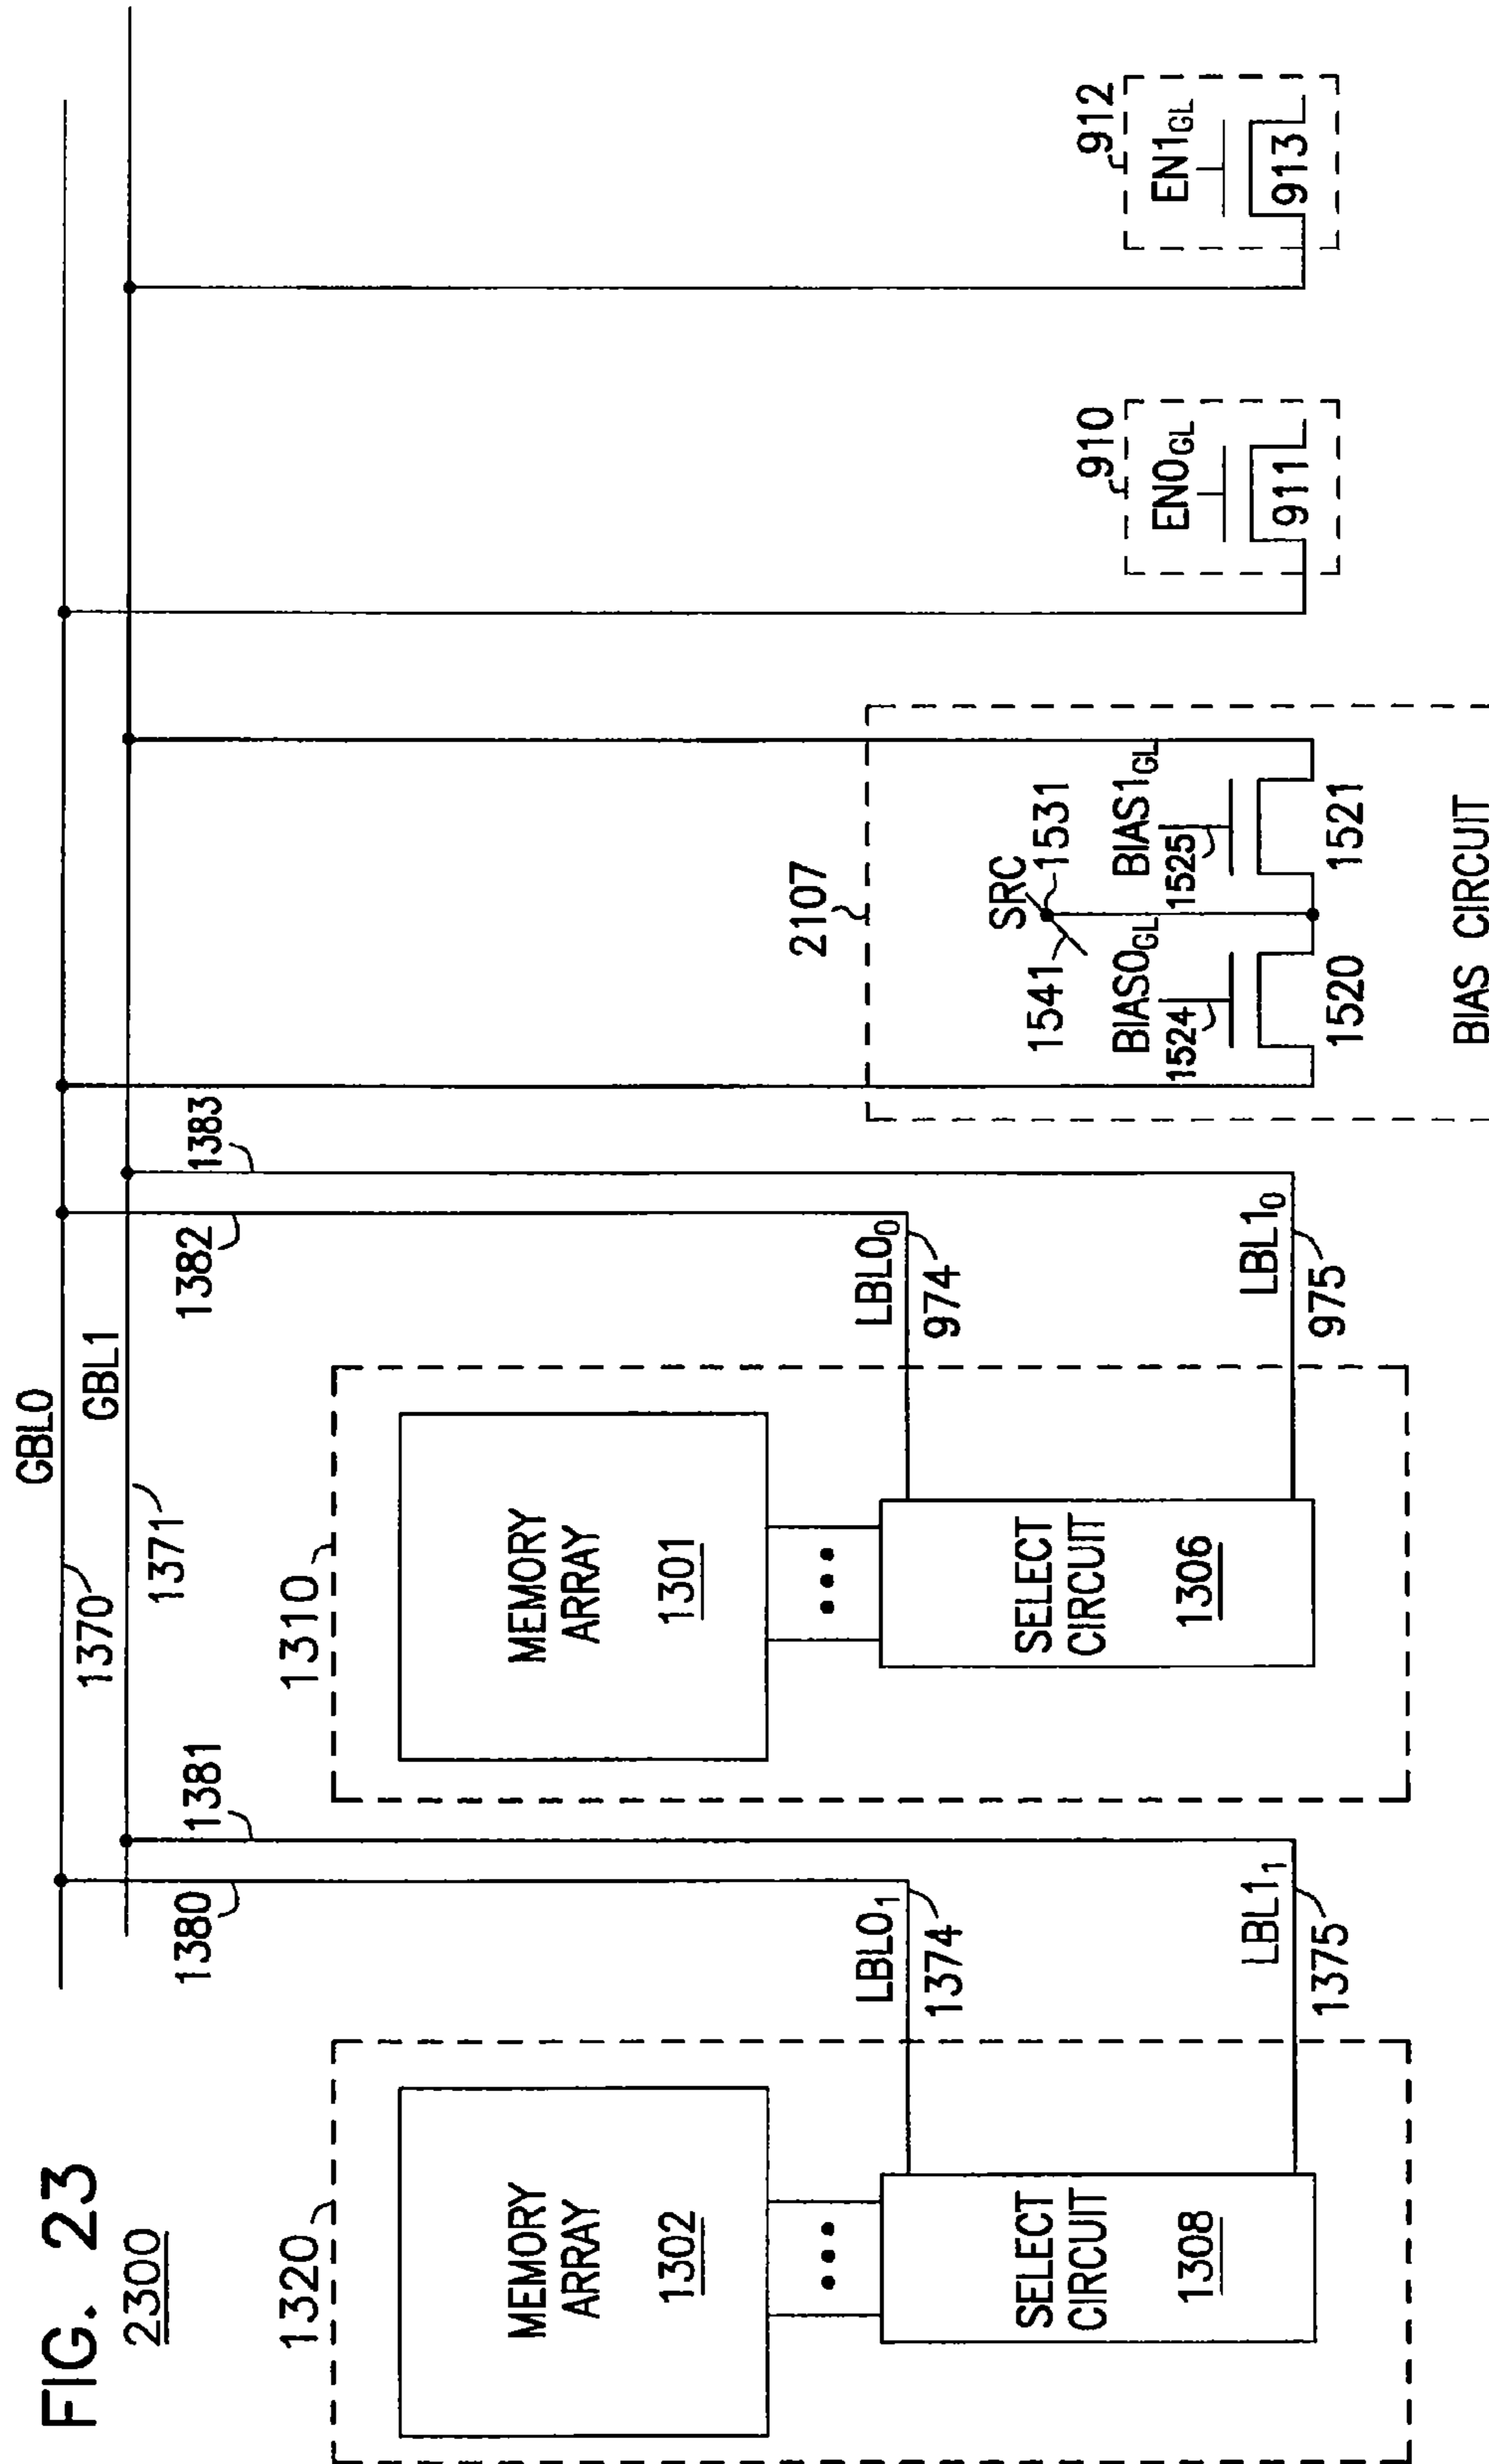 FIG. 23
2300
GBL0
GBL1
1370
1371
1380
1381
1382
1383
1320
MEMORY
ARRAY
1302
SELECT
CIRCUIT
1308
LBL0₁
1374
LBL1₁
1375
1310
MEMORY
ARRAY
1301
SELECT
CIRCUIT
1306
LBL0₀
974
LBL1₀
975
2107
SRC
1541
1531
BIAS0GL
1524
BIAS1GL
1525
1520
1521
BIAS CIRCUIT
910
EN0GL
911
912
EN1GL
913